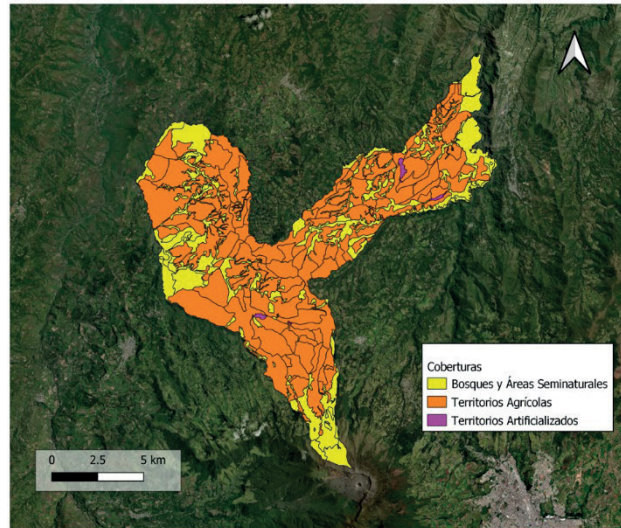 Coberturas
Bosques y Áreas Seminaturales
Territorios Agrícolas
Territorios Artificializados
0 2.5 5 km